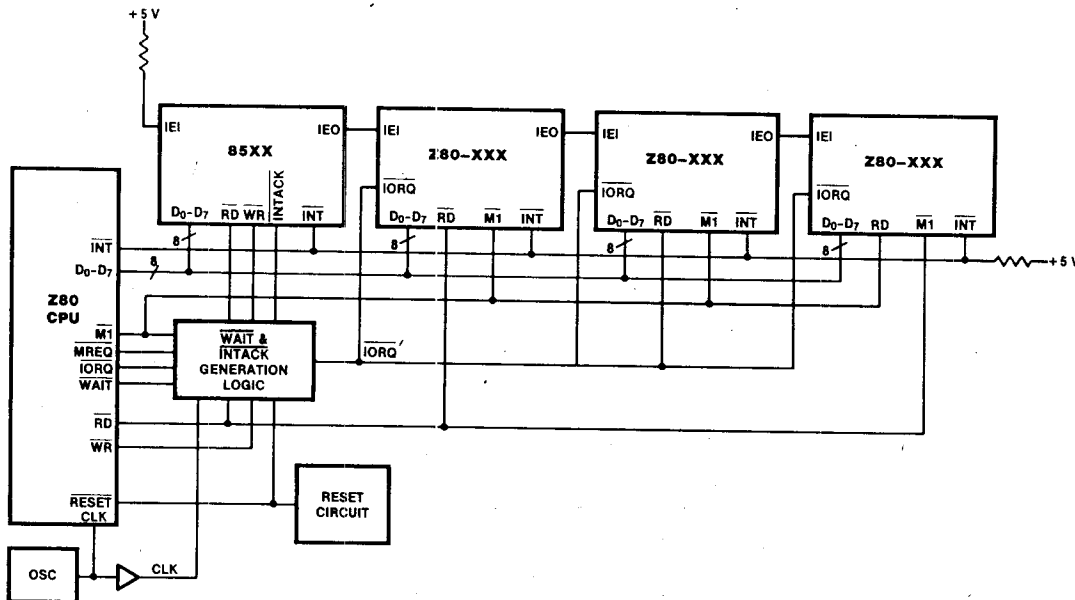 +5 V
IEI
IEO
85XX
INTACK
D0-D7
RD
WR
INT
IEI
IEO
Z80-XXX
IORQ
D0-D7
RD
M1
INT
IEI
IEO
Z80-XXX
IORQ
D0-D7
RD
M1
INT
IEI
Z80-XXX
IORQ
D0-D7
RD
M1
INT
8
8
8
8
+5 V
INT
D0-D7
8
Z80
CPU
M1
MREQ
IORQ
WAIT
RD
WR
RESET
CLK
WAIT &
INTACK
GENERATION
LOGIC
IORQ'
RESET
CIRCUIT
OSC
CLK